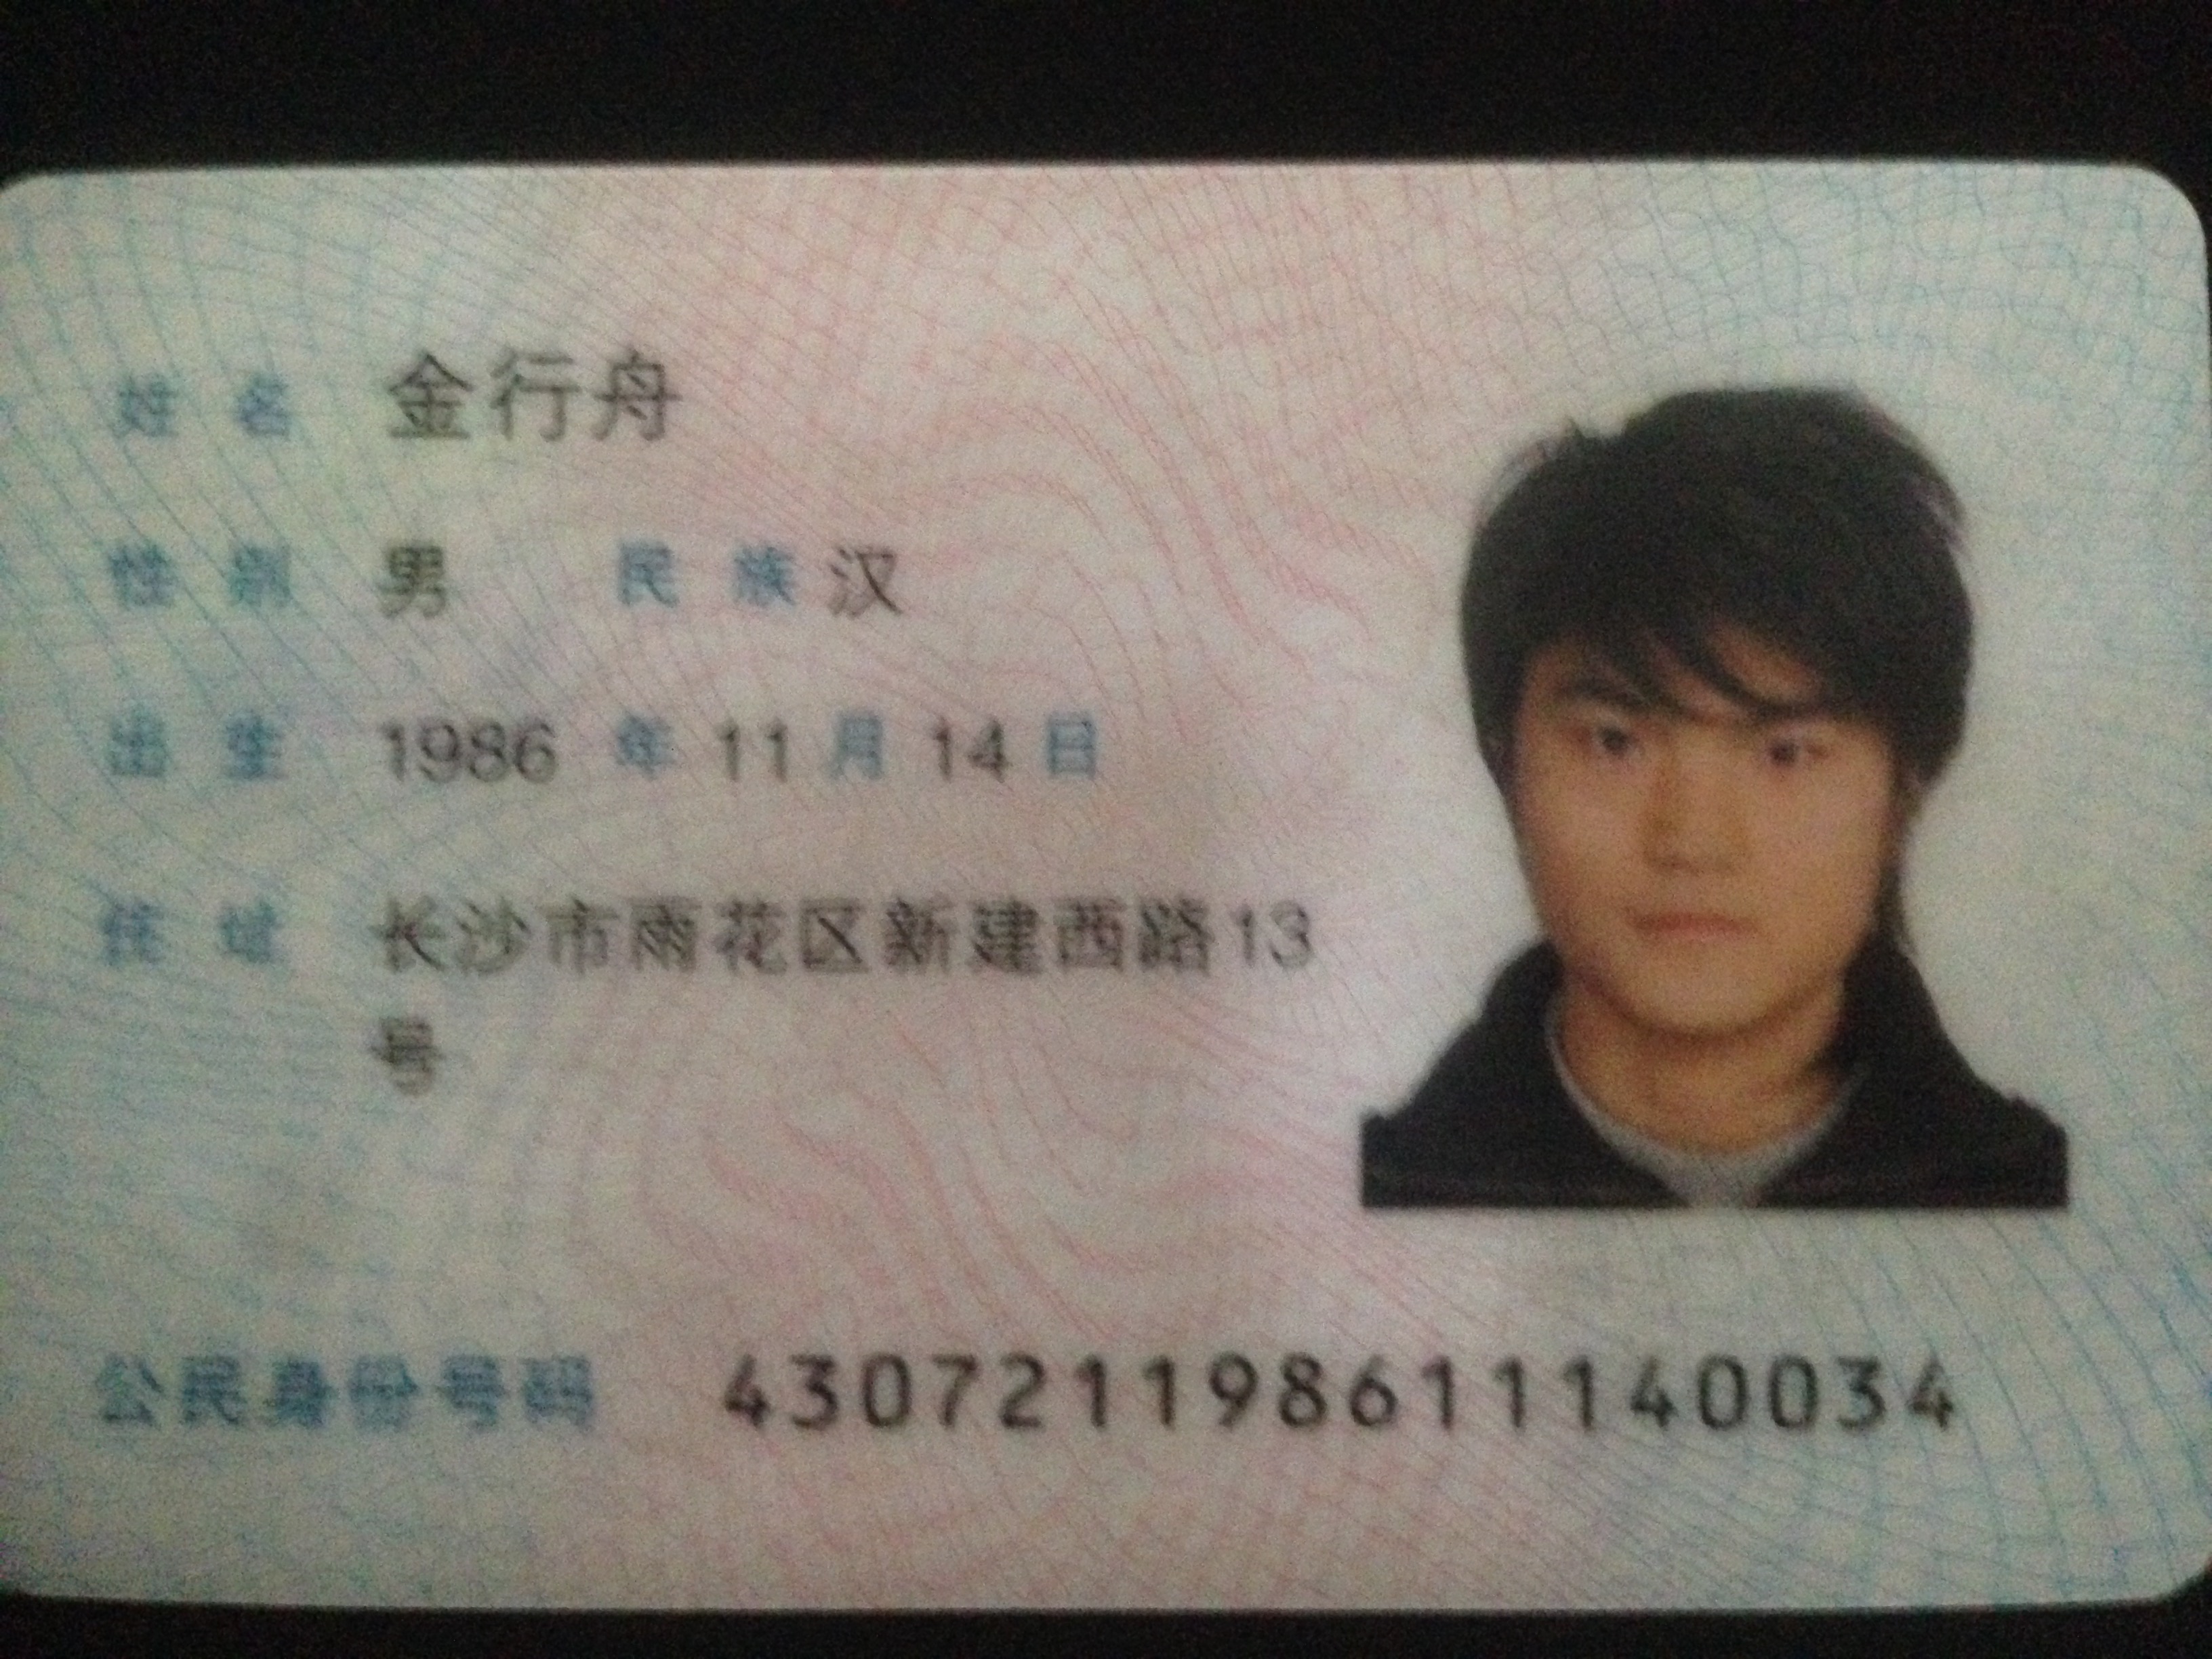 姓 名 金行舟
性 别 男 民 族 汉
出 生 1986 年 11 月 14 日
住 址 长沙市雨花区新建西路13
号
公民身份号码 430721198611140034